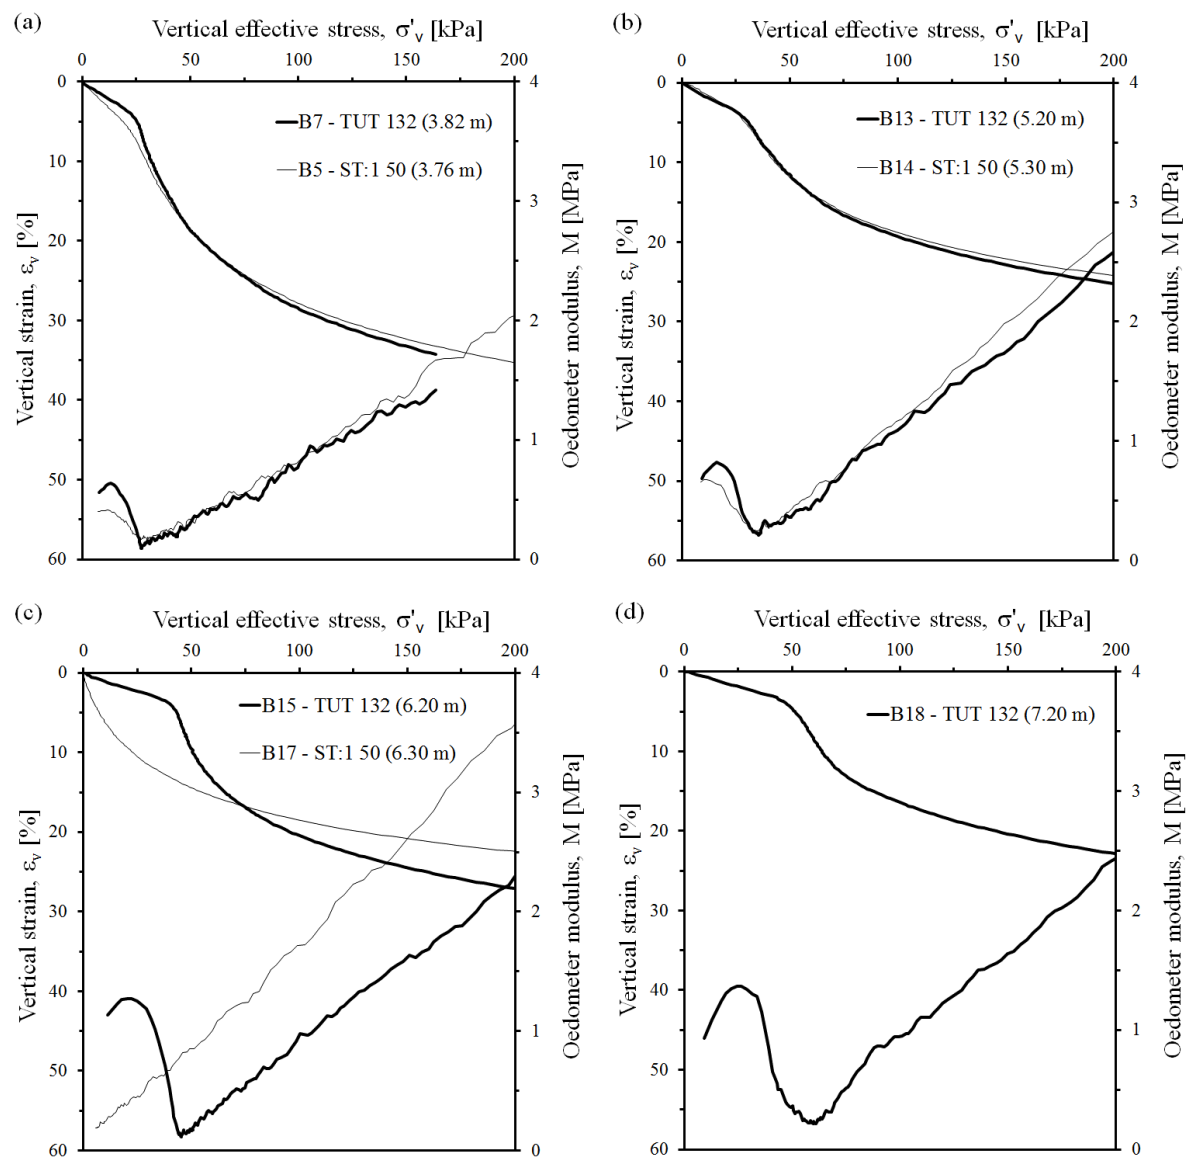 (a)
Vertical effective stress, σ'v [kPa]
0 50 100 150 200
0 10 20 30 40 50 60
Vertical strain, εv [%]
4 3 2 1 0
Oedometer modulus, M [MPa]
B7 - TUT 132 (3.82 m)
B5 - ST:1 50 (3.76 m)
(b)
Vertical effective stress, σ'v [kPa]
0 50 100 150 200
0 10 20 30 40 50 60
Vertical strain, εv [%]
4 3 2 1 0
Oedometer modulus, M [MPa]
B13 - TUT 132 (5.20 m)
B14 - ST:1 50 (5.30 m)
(c)
Vertical effective stress, σ'v [kPa]
0 50 100 150 200
0 10 20 30 40 50 60
Vertical strain, εv [%]
4 3 2 1 0
Oedometer modulus, M [MPa]
B15 - TUT 132 (6.20 m)
B17 - ST:1 50 (6.30 m)
(d)
Vertical effective stress, σ'v [kPa]
0 50 100 150 200
0 10 20 30 40 50 60
Vertical strain, εv [%]
4 3 2 1 0
Oedometer modulus, M [MPa]
B18 - TUT 132 (7.20 m)